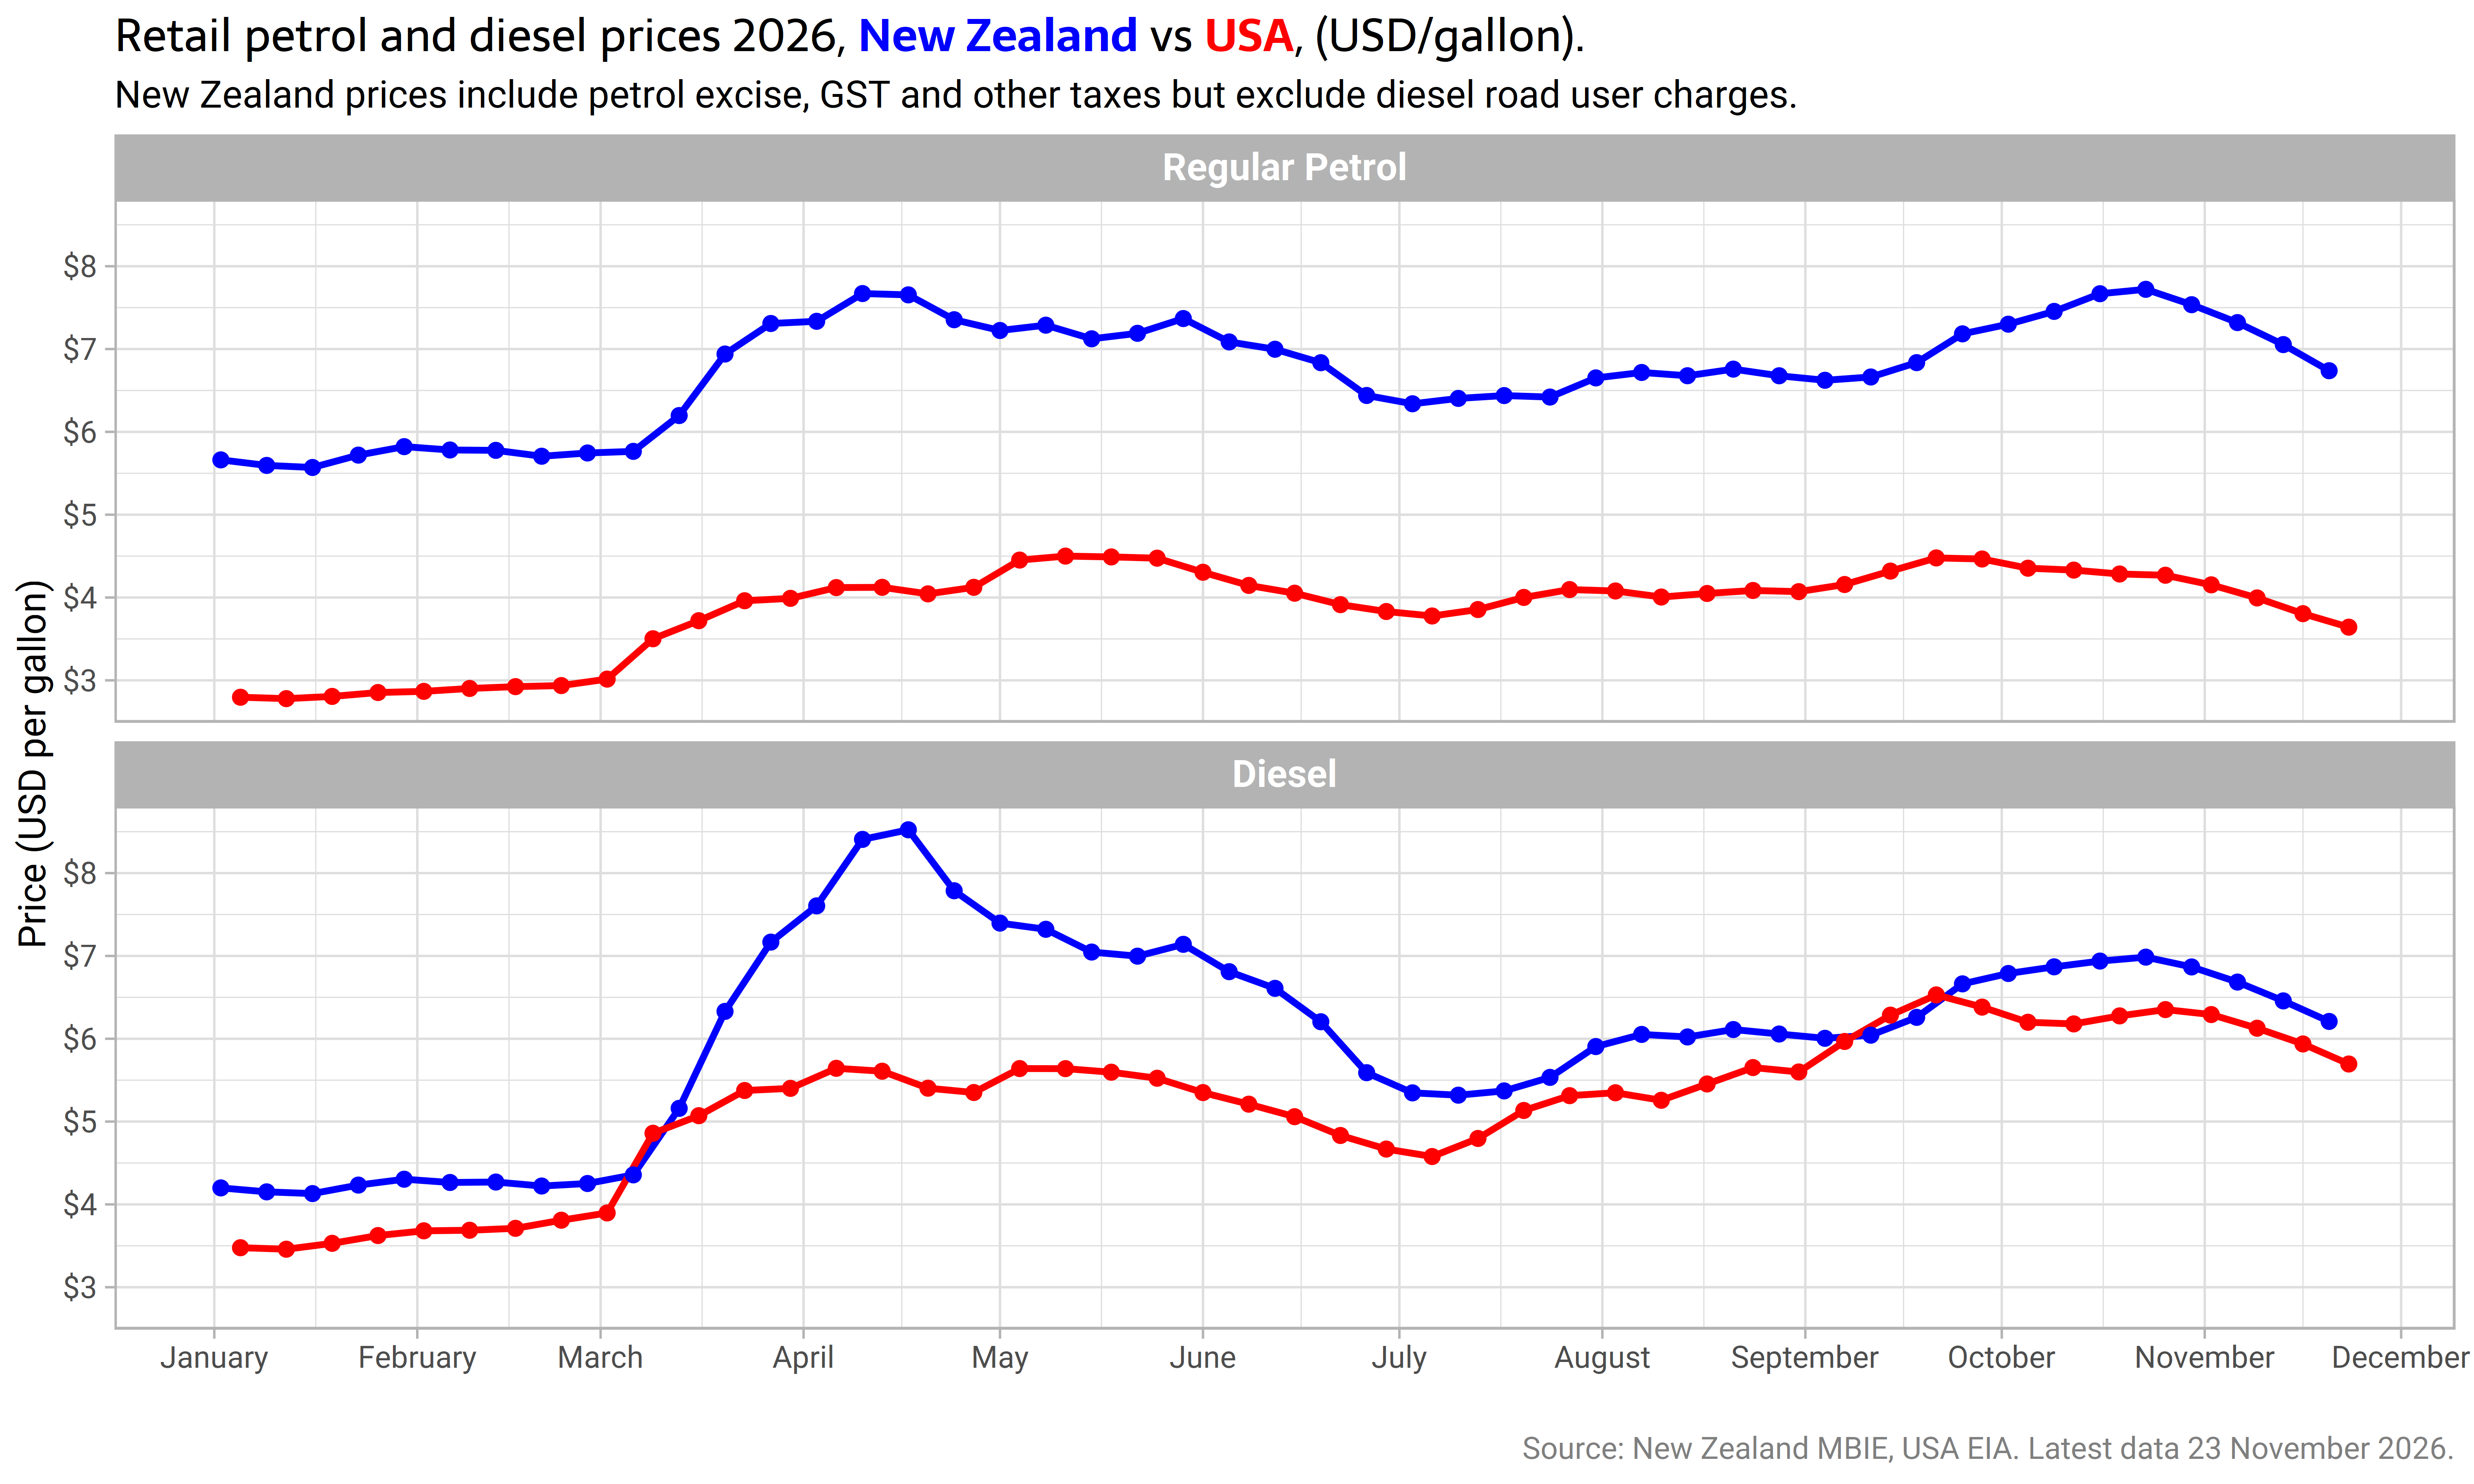 Retail petrol and diesel prices 2026, New Zealand vs USA, (USD/gallon).
New Zealand prices include petrol excise, GST and other taxes but exclude diesel road user charges.
Price (USD per gallon)
Regular Petrol
$8
$7
$6
$5
$4
$3
Diesel
$8
$7
$6
$5
$4
$3
January February March April May June July August September October November December
Source: New Zealand MBIE, USA EIA. Latest data 23 November 2026.